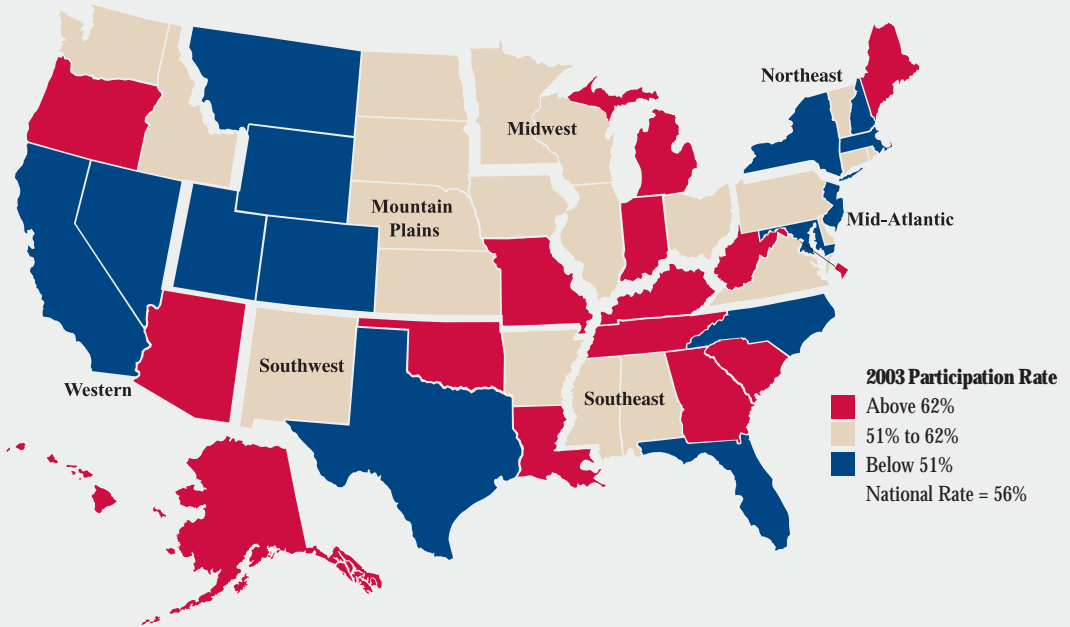 Northeast
Midwest
Mountain
Plains
Mid-Atlantic
Southwest
Western
Southeast
2003 Participation Rate
Above 62%
51% to 62%
Below 51%
National Rate = 56%